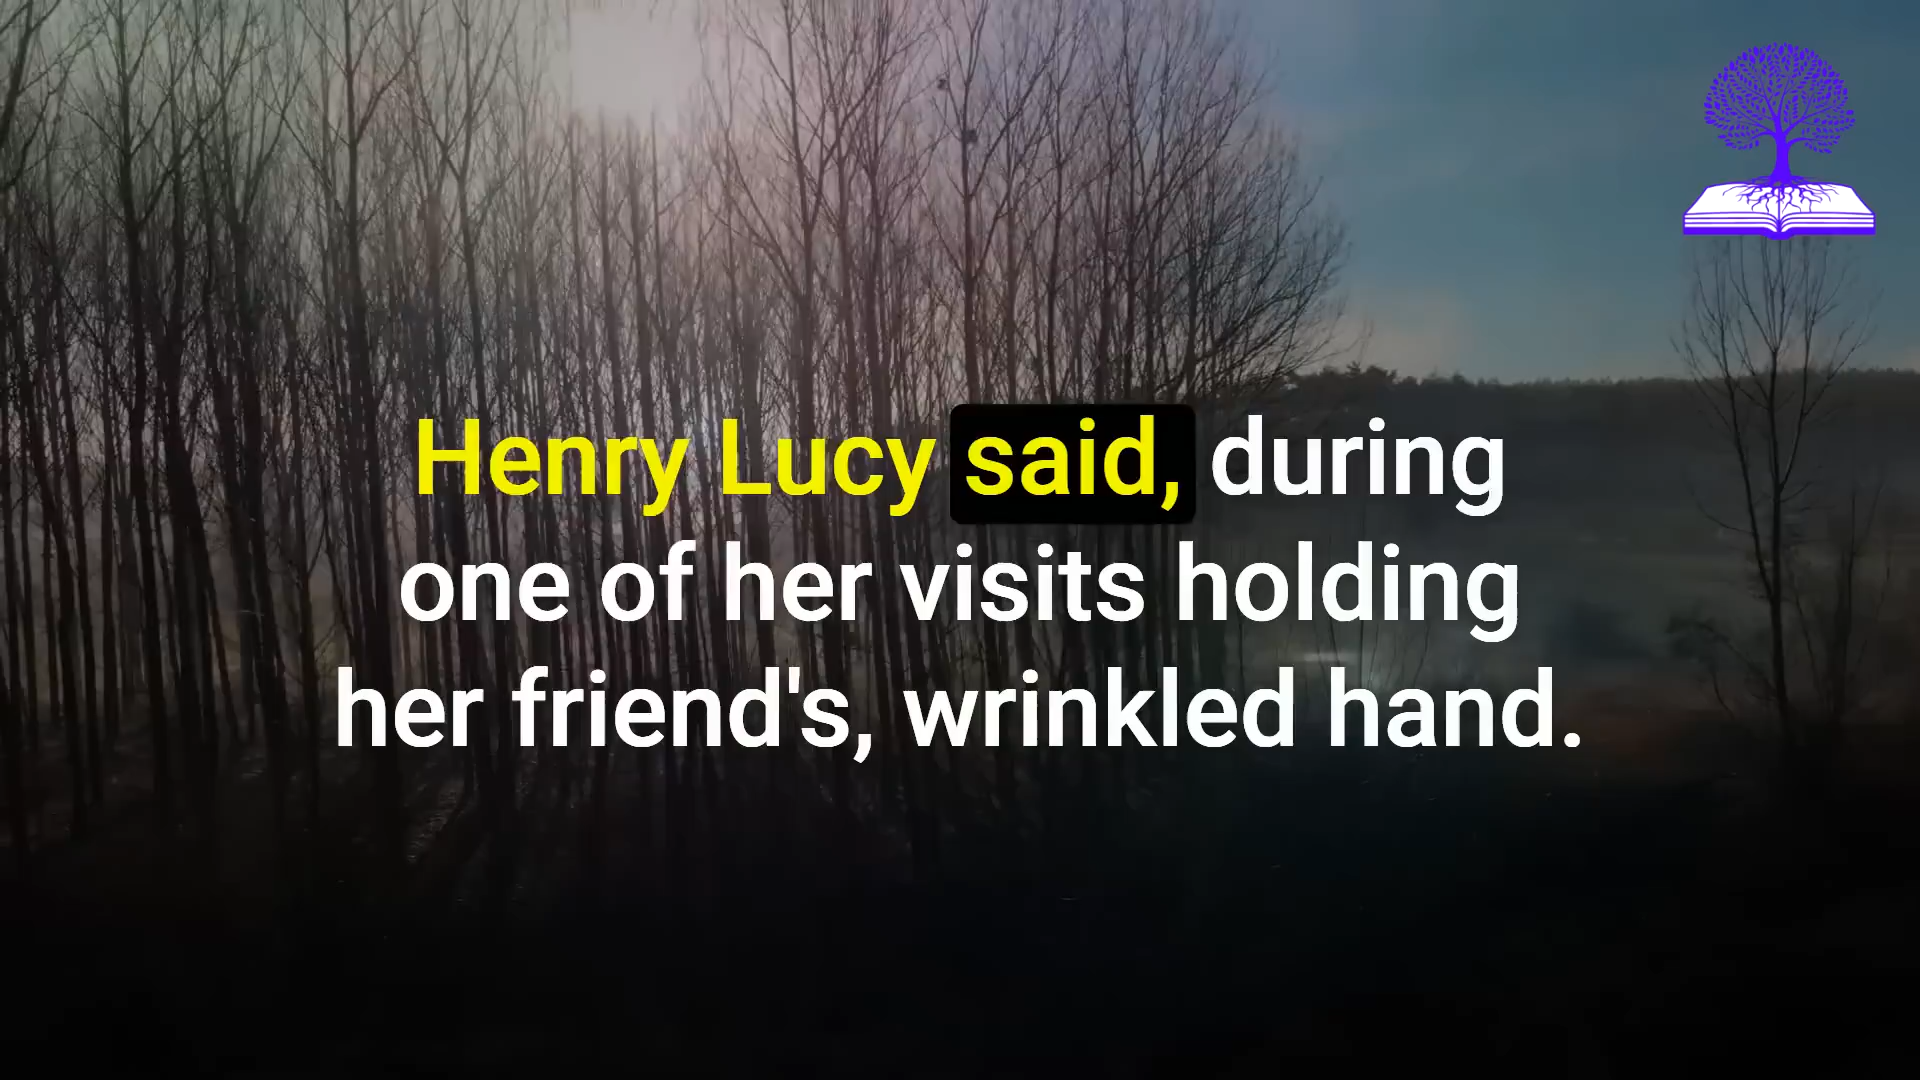 Henry Lucy said, during
one of her visits holding
her friend's, wrinkled hand.